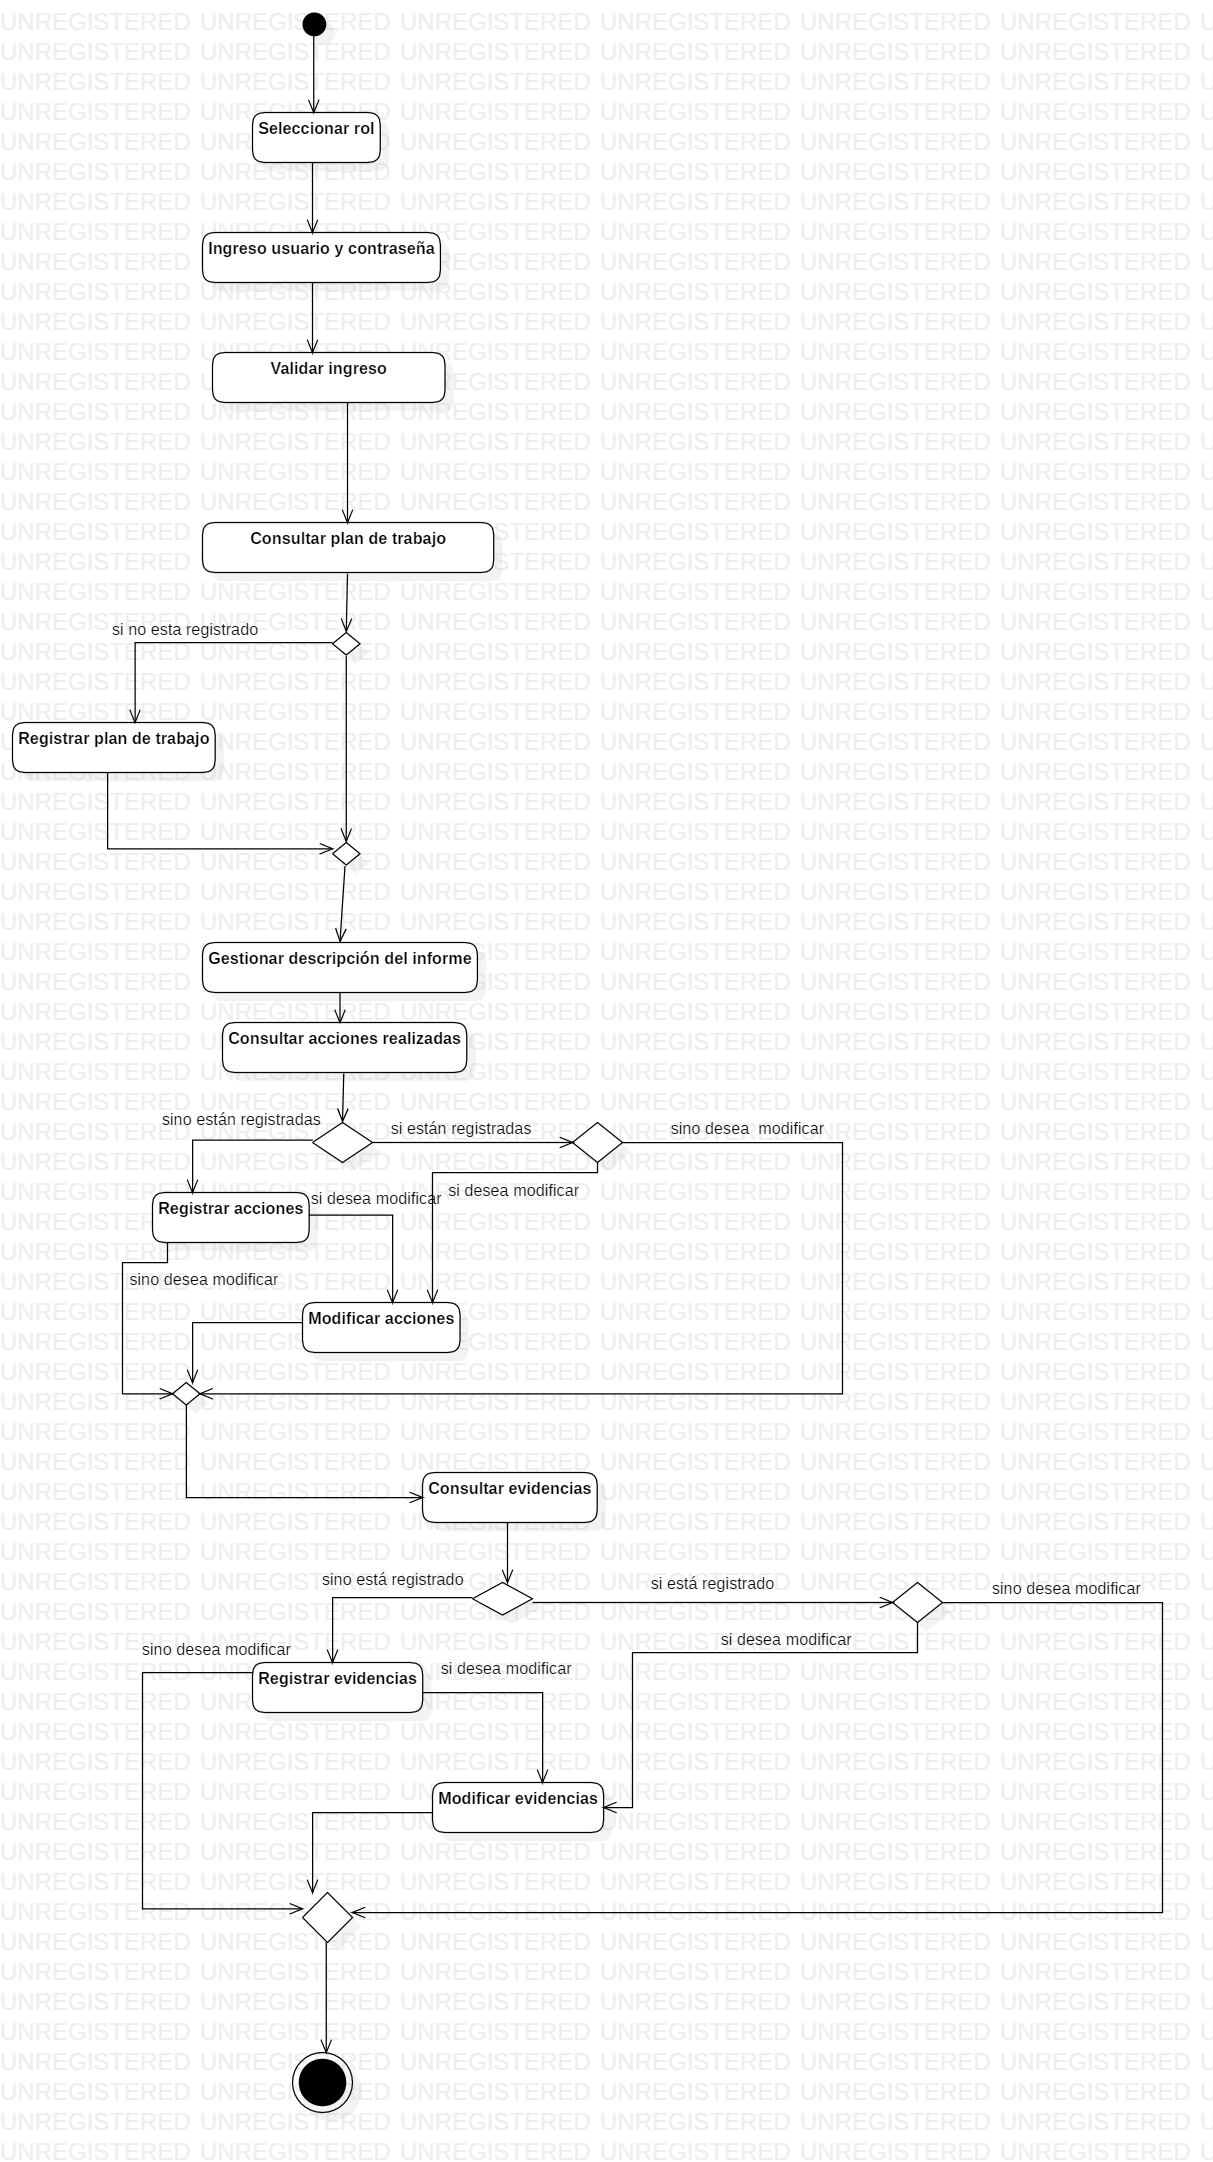 Seleccionar rol
Ingreso usuario y contraseña
Validar ingreso
Consultar plan de trabajo
si no esta registrado
Registrar plan de trabajo
Gestionar descripción del informe
Consultar acciones realizadas
sino están registradas
si están registradas
sino desea  modificar
si desea modificar
si desea modificar
Registrar acciones
sino desea modificar
Modificar acciones
Consultar evidencias
sino está registrado
si está registrado
sino desea modificar
si desea modificar
sino desea modificar
si desea modificar
Registrar evidencias
Modificar evidencias
UNREGISTERED